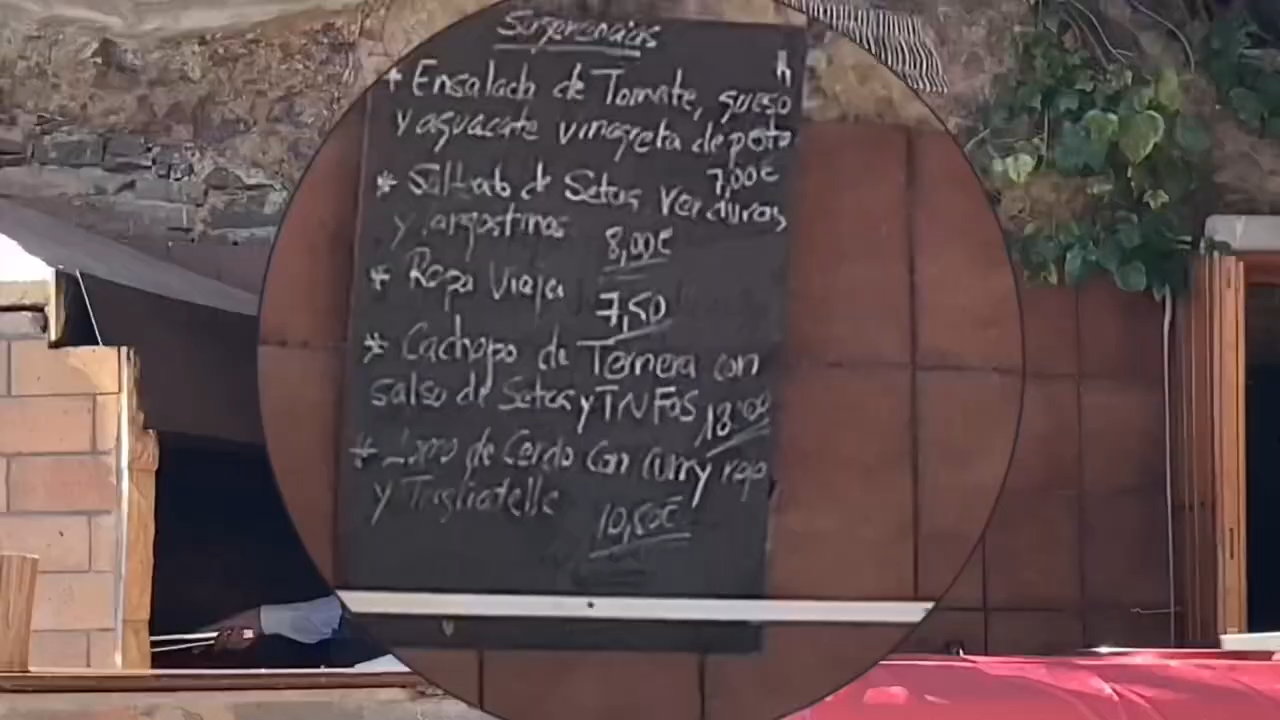 Sugerencias
+ Ensalada de Tomate, queso
y aguacate vinagreta de pota
7,00€
* Saltado de Setas verduras
y langostinos 8,00€
* Ropa Vieja 7,50
* Cachopo de Ternera con
salsa de Setas y TNFOS 18'00
* Lomo de Cerdo Con Curry rojo
y Tagliatelle 10,50€